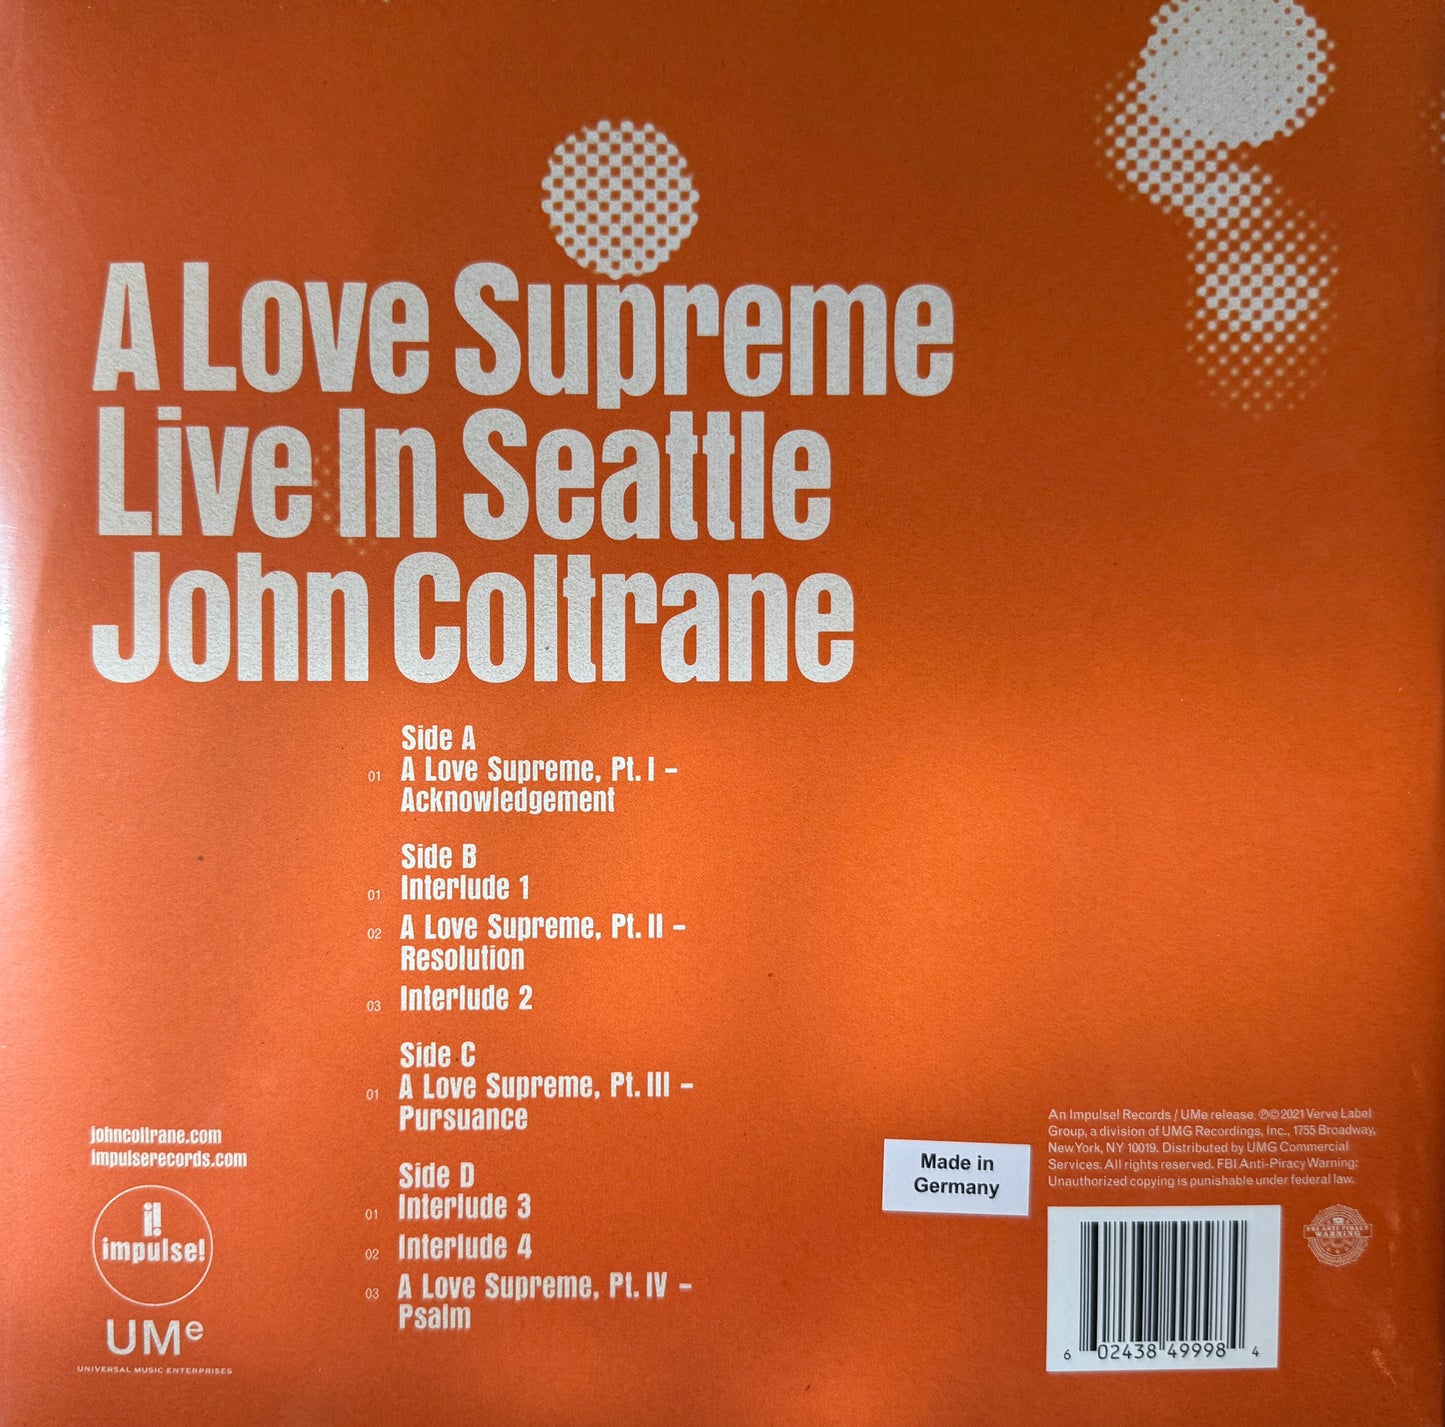 A Love Supreme
Live In Seattle
John Coltrane
Side A
01 A Love Supreme, Pt. I –
Acknowledgement
Side B
01 Interlude 1
02 A Love Supreme, Pt. II –
Resolution
03 Interlude 2
Side C
01 A Love Supreme, Pt. III –
Pursuance
Side D
01 Interlude 3
02 Interlude 4
03 A Love Supreme, Pt. IV –
Psalm
johncoltrane.com
impulserecords.com
i!
impulse!
UMe
UNIVERSAL MUSIC ENTERPRISES
Made in
Germany
An Impulse! Records / UMe release. ℗© 2021 Verve Label
Group, a division of UMG Recordings, Inc., 1755 Broadway,
New York, NY 10019. Distributed by UMG Commercial
Services. All rights reserved. FBI Anti-Piracy Warning:
Unauthorized copying is punishable under federal law.
6 02438 49998 4
FBI ANTI-PIRACY
WARNING